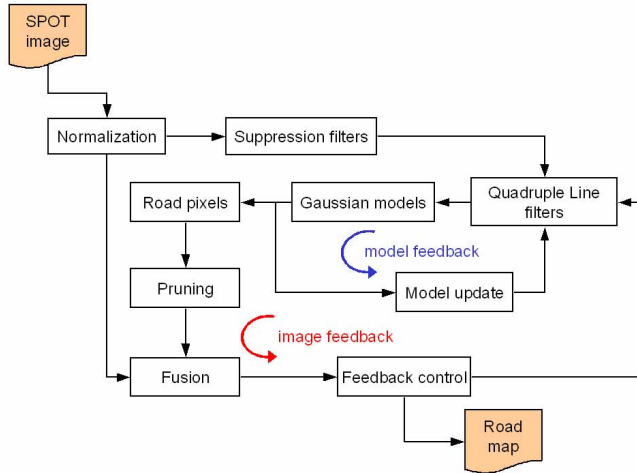 SPOT
image
Normalization
Suppression filters
Quadruple Line
filters
Gaussian models
Road pixels
model feedback
Model update
Pruning
image feedback
Fusion
Feedback control
Road
map